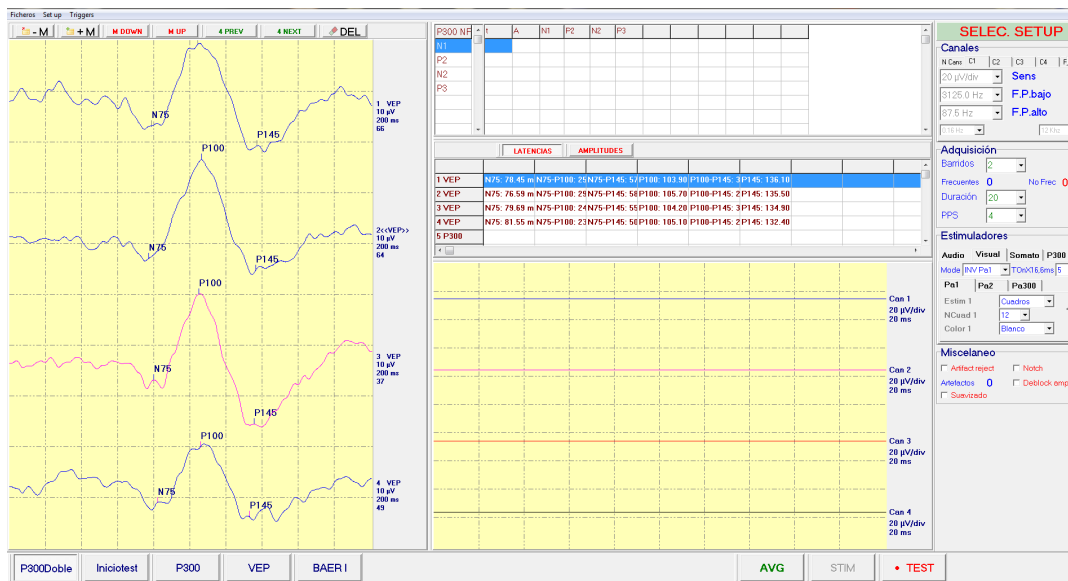 Ficheros Set up Triggers
- M + M M DOWN M UP 4 PREV 4 NEXT DEL
N75
P145
1 VEP
10 µV
200 ms
66
P100
N75
P145
2<<VEP>>
10 µV
200 ms
64
P100
N75
P145
3 VEP
10 µV
200 ms
37
P100
N75
P145
4 VEP
10 µV
200 ms
49
P300 NF t A N1 P2 N2 P3
N1
P2
N2
P3
LATENCIAS AMPLITUDES
1 VEP N75: 78.45 m N75-P100: 25 N75-P145: 57 P100: 103.90 P100-P145: 3 P145: 136.10
2 VEP N75: 76.59 m N75-P100: 29 N75-P145: 58 P100: 105.70 P100-P145: 2 P145: 135.50
3 VEP N75: 79.69 m N75-P100: 24 N75-P145: 55 P100: 104.20 P100-P145: 3 P145: 134.90
4 VEP N75: 81.55 m N75-P100: 23 N75-P145: 50 P100: 105.10 P100-P145: 2 P145: 132.40
5 P300
Can 1
20 µV/div
20 ms
Can 2
20 µV/div
20 ms
Can 3
20 µV/div
20 ms
Can 4
20 µV/div
20 ms
SELEC. SETUP
Canales
N Cans C1 C2 C3 C4 F
20 µV/div Sens
3125.0 Hz F.P.bajo
87.5 Hz F.P.alto
0.16 Hz 12 Khz
Adquisición
Barridos 2
Frecuentes 0 No Frec 0
Duración 20
PPS 4
Estimuladores
Audio Visual Somato P300
Mode INV Pa1 TOnX16,6ms 5
Pa1 Pa2 Pa300
Estim 1 Cuadros
NCuad 1 12
Color 1 Blanco
Miscelaneo
Artifact reject Notch
Artefactos 0 Deblock amp
Suavizado
P300Doble Iniciotest P300 VEP BAER I AVG STIM TEST